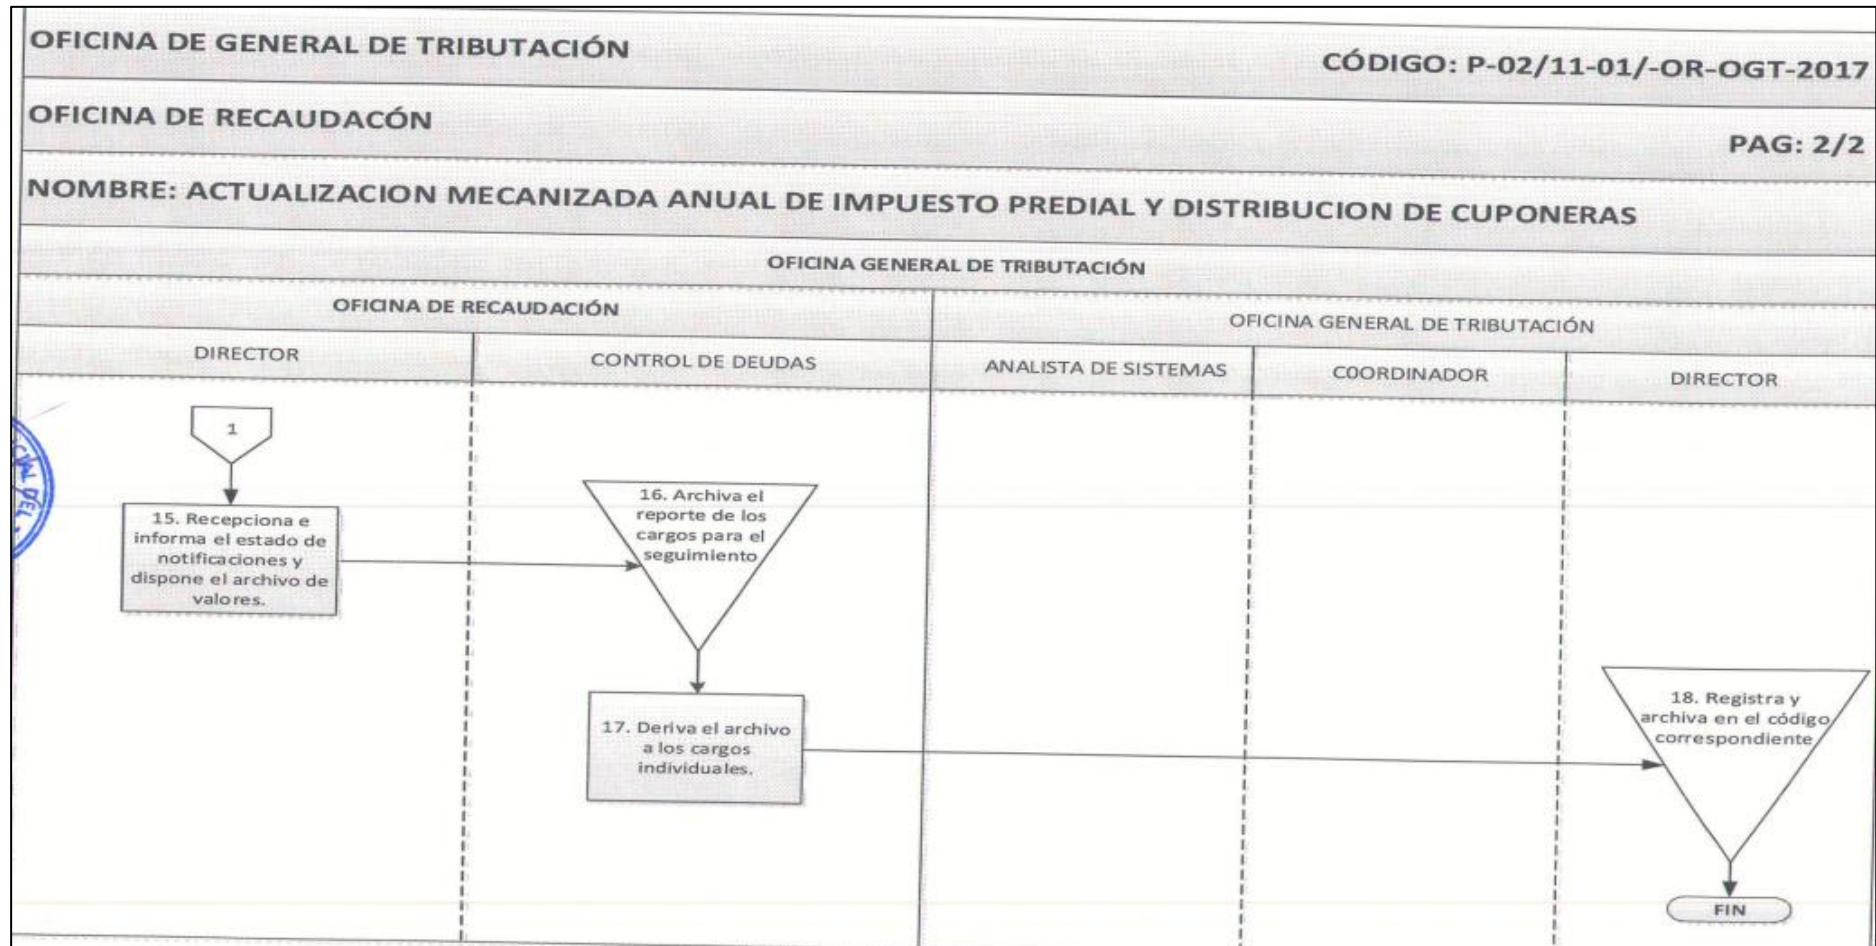 OFICINA DE GENERAL DE TRIBUTACIÓN
CÓDIGO: P-02/11-01/-OR-OGT-2017
OFICINA DE RECAUDACÓN
PAG: 2/2
NOMBRE: ACTUALIZACION MECANIZADA ANUAL DE IMPUESTO PREDIAL Y DISTRIBUCION DE CUPONERAS
OFICINA GENERAL DE TRIBUTACIÓN
OFICINA DE RECAUDACIÓN
OFICINA GENERAL DE TRIBUTACIÓN
DIRECTOR
CONTROL DE DEUDAS
ANALISTA DE SISTEMAS
COORDINADOR
DIRECTOR
1
15. Recepciona e
informa el estado de
notificaciones y
dispone el archivo de
valores.
16. Archiva el
reporte de los
cargos para el
seguimiento
17. Deriva el archivo
a los cargos
individuales.
18. Registra y
archiva en el código
correspondiente
FIN
DEL